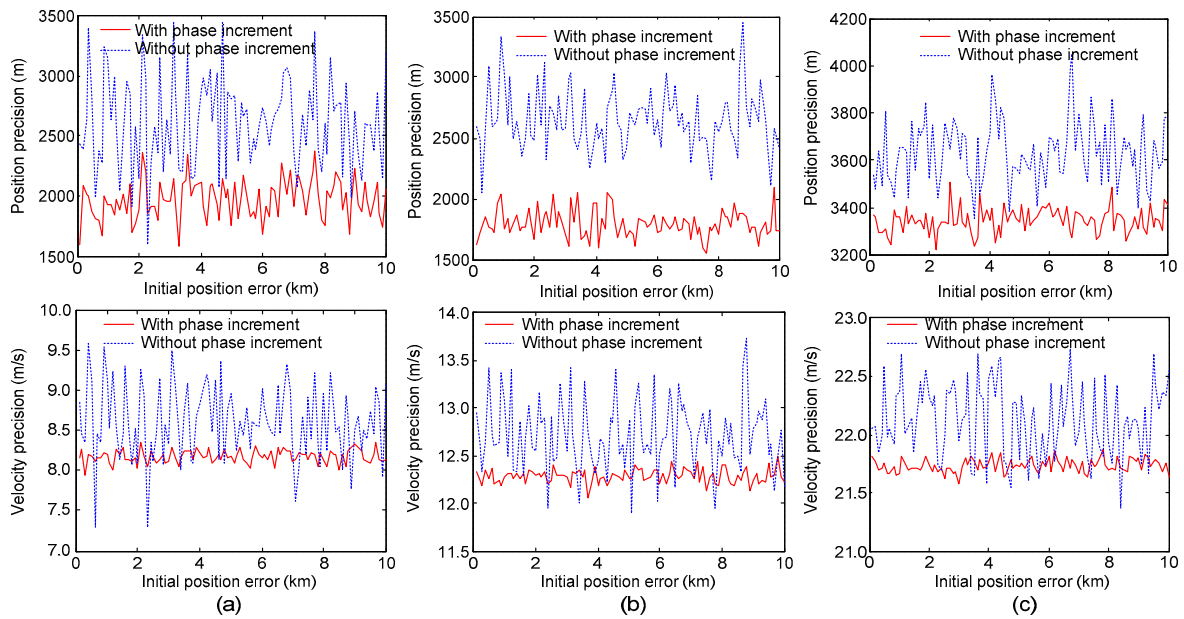 3500
3000
2500
2000
1500
Position precision (m)
With phase increment
Without phase increment
0 2 4 6 8 10
Initial position error (km)
3500
3000
2500
2000
1500
Position precision (m)
With phase increment
Without phase increment
0 2 4 6 8 10
Initial position error (km)
4200
4000
3800
3600
3400
3200
Position precision (m)
With phase increment
Without phase increment
0 2 4 6 8 10
Initial position error (km)
10.0
9.5
9.0
8.5
8.0
7.5
7.0
Velocity precision (m/s)
With phase increment
Without phase increment
0 2 4 6 8 10
Initial position error (km)
(a)
14.0
13.5
13.0
12.5
12.0
11.5
Velocity precision (m/s)
With phase increment
Without phase increment
0 2 4 6 8 10
Initial position error (km)
(b)
23.0
22.5
22.0
21.5
21.0
Velocity precision (m/s)
With phase increment
Without phase increment
0 2 4 6 8 10
Initial position error (km)
(c)